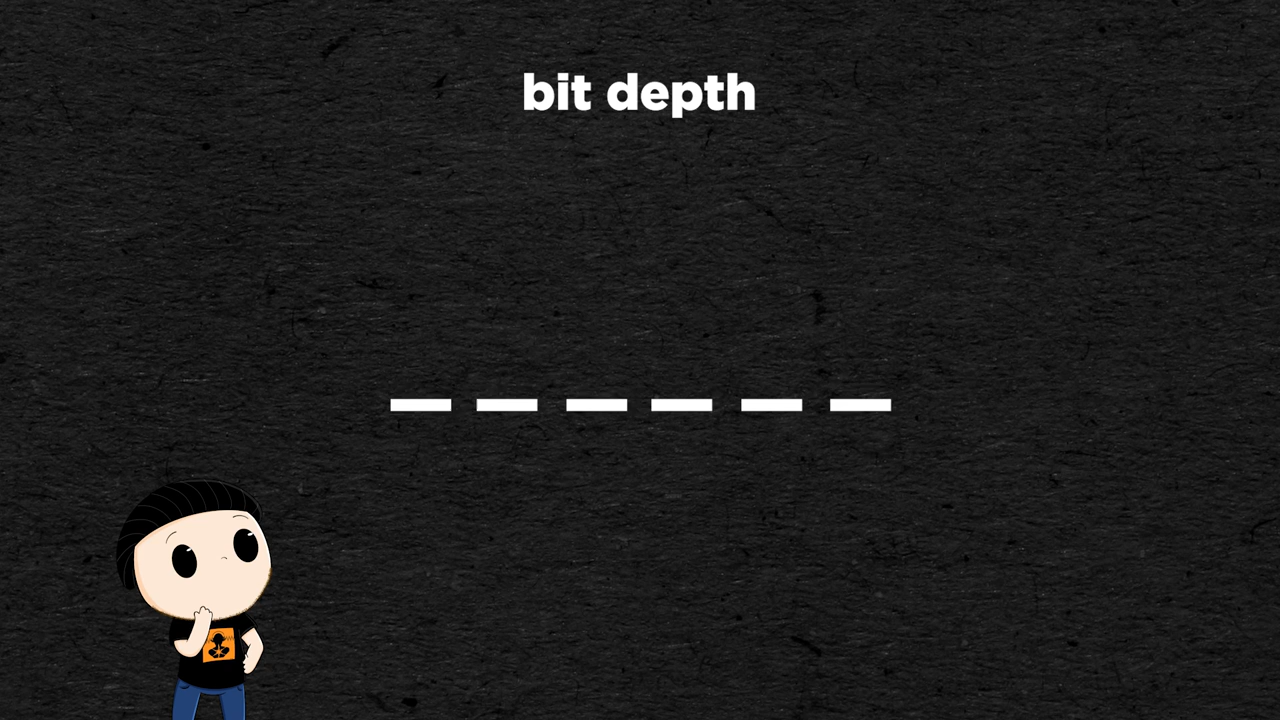 bit depth
_ _ _ _ _ _